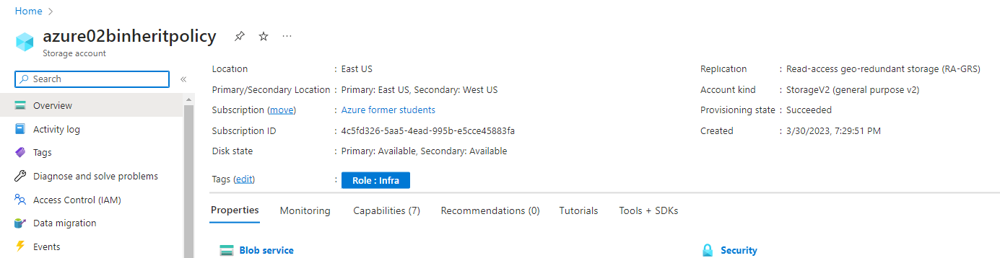 Home >
azure02binheritpolicy
Storage account
Search
«
Overview
Activity log
Tags
Diagnose and solve problems
Access Control (IAM)
Data migration
Events
Location : East US
Primary/Secondary Location : Primary: East US, Secondary: West US
Subscription (move) : Azure former students
Subscription ID : 4c5fd326-5aa5-4ead-995b-e5cce45883fa
Disk state : Primary: Available, Secondary: Available
Tags (edit) : Role : Infra
Replication : Read-access geo-redundant storage (RA-GRS)
Account kind : StorageV2 (general purpose v2)
Provisioning state : Succeeded
Created : 3/30/2023, 7:29:51 PM
Properties Monitoring Capabilities (7) Recommendations (0) Tutorials Tools + SDKs
Blob service
Security